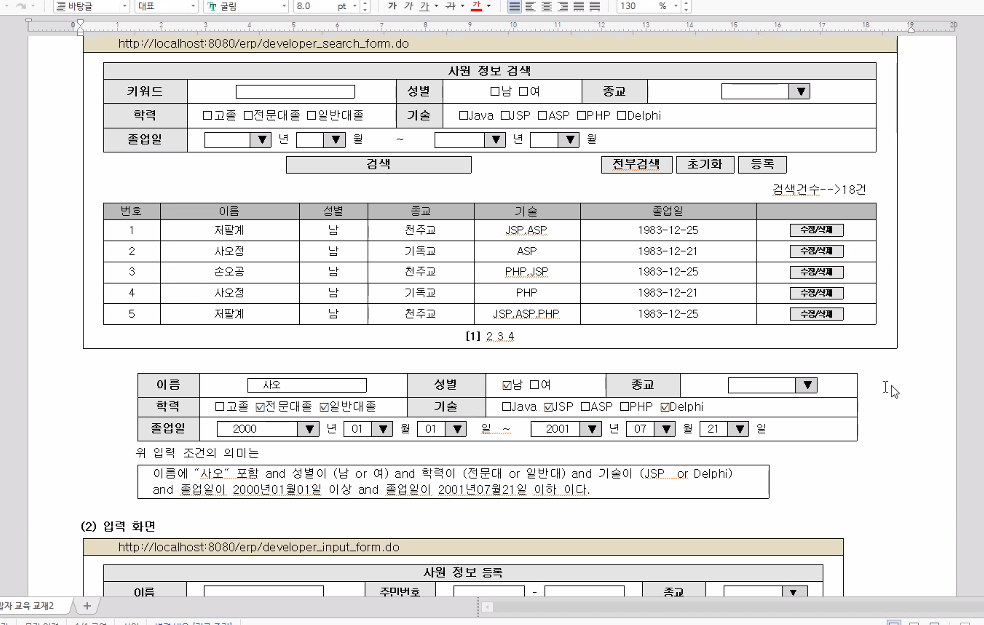 바탕글 대표 굴림 8.0 pt 가 가 가 가 가 130 %
http://localhost:8080/erp/developer_search_form.do
사원 정보 검색
키워드 성별 □남 □여 종교 ▼
학력 □고졸 □전문대졸 □일반대졸 기술 □Java □JSP □ASP □PHP □Delphi
졸업일 ▼ 년 ▼ 월 ~ ▼ 년 ▼ 월
검색 전부검색 초기화 등록
검색건수-->18건
번호 이름 성별 종교 기술 졸업일
1 저팔계 남 천주교 JSP,ASP 1983-12-25 수정/삭제
2 사오정 남 기독교 ASP 1983-12-21 수정/삭제
3 손오공 남 천주교 PHP,JSP 1983-12-25 수정/삭제
4 사오정 남 기독교 PHP 1983-12-21 수정/삭제
5 저팔계 남 천주교 JSP,ASP,PHP 1983-12-25 수정/삭제
[1] 2 3 4
이름 사오 성별 ☑남 □여 종교 ▼
학력 □고졸 ☑전문대졸 ☑일반대졸 기술 □Java ☑JSP □ASP □PHP ☑Delphi
졸업일 2000 ▼ 년 01 ▼ 월 01 ▼ 일 ~ 2001 ▼ 년 07 ▼ 월 21 ▼ 일
위 입력 조건의 의미는
이름에 "사오" 포함 and 성별이 (남 or 여) and 학력이 (전문대 or 일반대) and 기술이 (JSP or Delphi)
and 졸업일이 2000년01월01일 이상 and 졸업일이 2001년07월21일 이하 이다.
(2) 입력 화면
http://localhost:8080/erp/developer_input_form.do
사원 정보 등록
이름 주민번호 - 종교 ▼
교육 교재2